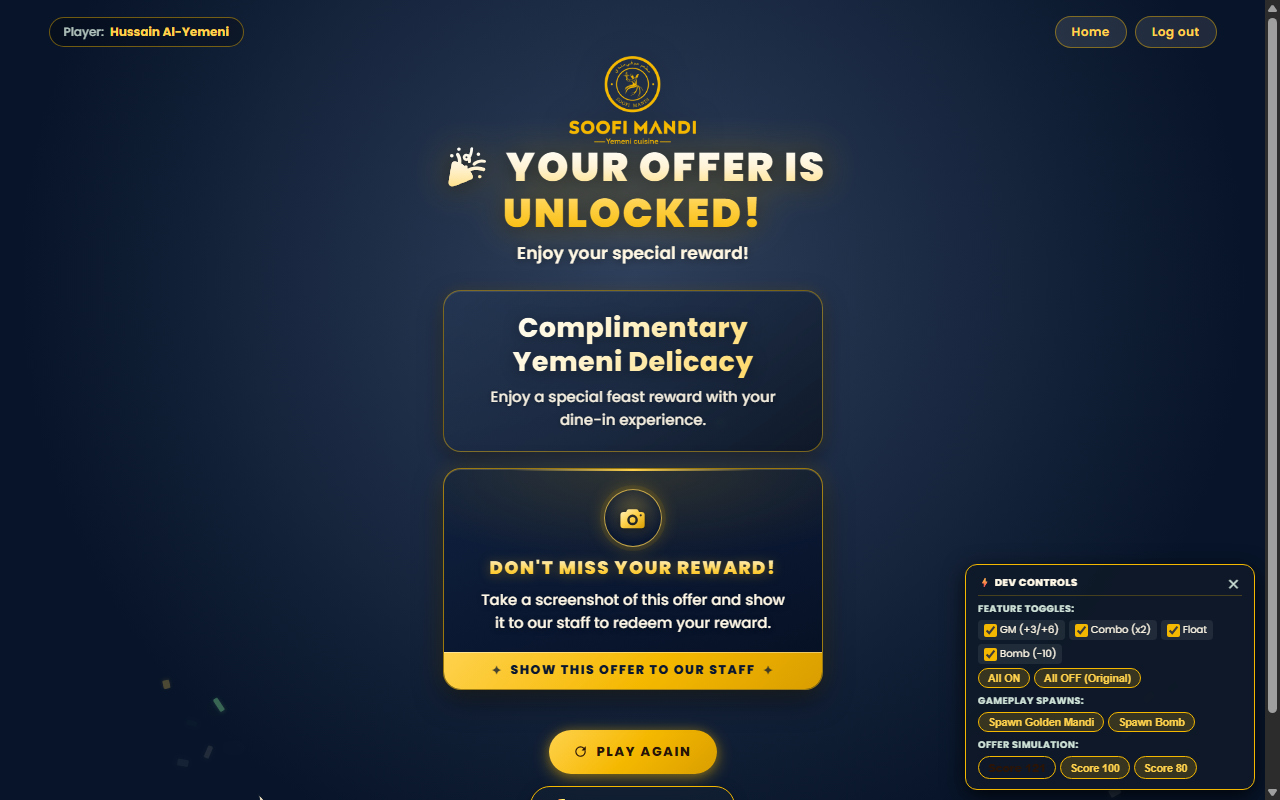 Player: Hussain Al-Yemeni
Home
Log out
SOOFI MANDI
Yemeni cuisine
YOUR OFFER IS
UNLOCKED!
Enjoy your special reward!
Complimentary
Yemeni Delicacy
Enjoy a special feast reward with your
dine-in experience.
DON'T MISS YOUR REWARD!
Take a screenshot of this offer and show
it to our staff to redeem your reward.
SHOW THIS OFFER TO OUR STAFF
PLAY AGAIN
DEV CONTROLS
FEATURE TOGGLES:
GM (+3/+6) Combo (x2) Float
Bomb (-10)
All ON All OFF (Original)
GAMEPLAY SPAWNS:
Spawn Golden Mandi Spawn Bomb
OFFER SIMULATION:
Score 100 Score 80